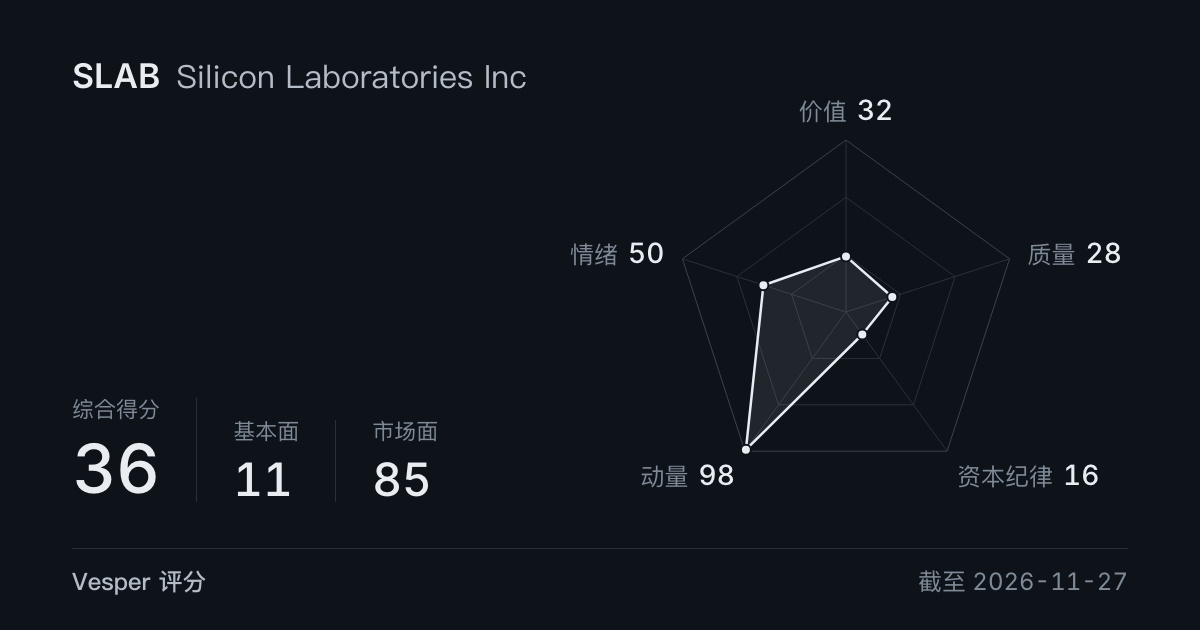 SLAB Silicon Laboratories Inc
价值 32
情绪 50
质量 28
动量 98
资本纪律 16
综合得分
36
基本面
11
市场面
85
Vesper 评分
截至 2026-11-27